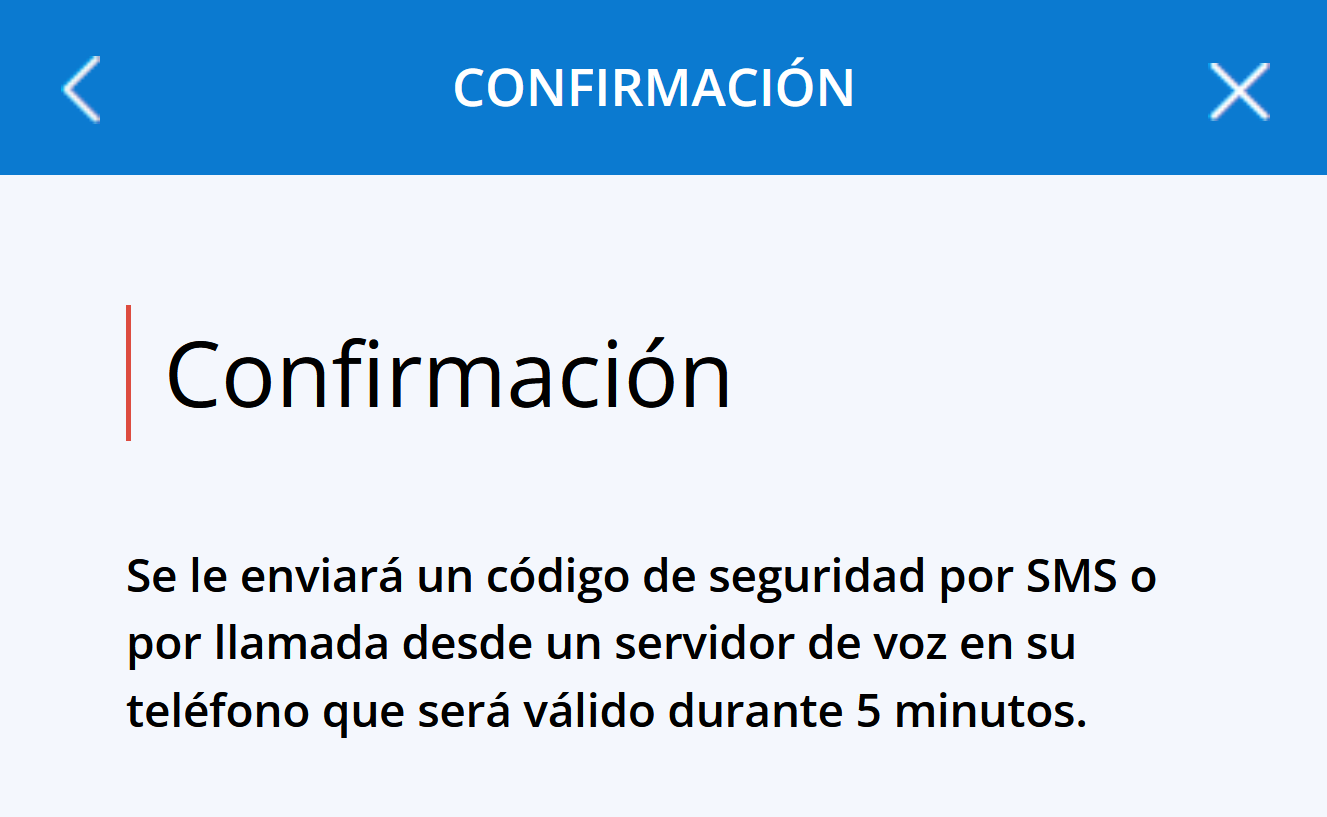 CONFIRMACIÓN
Confirmación
Se le enviará un código de seguridad por SMS o
por llamada desde un servidor de voz en su
teléfono que será válido durante 5 minutos.